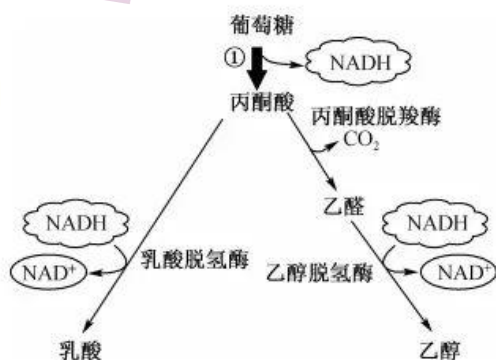 葡萄糖
①
NADH
丙酮酸
丙酮酸脱羧酶
CO₂
乙醛
NADH
NADH
NAD⁺
乳酸脱氢酶
乙醇脱氢酶
NAD⁺
乳酸
乙醇